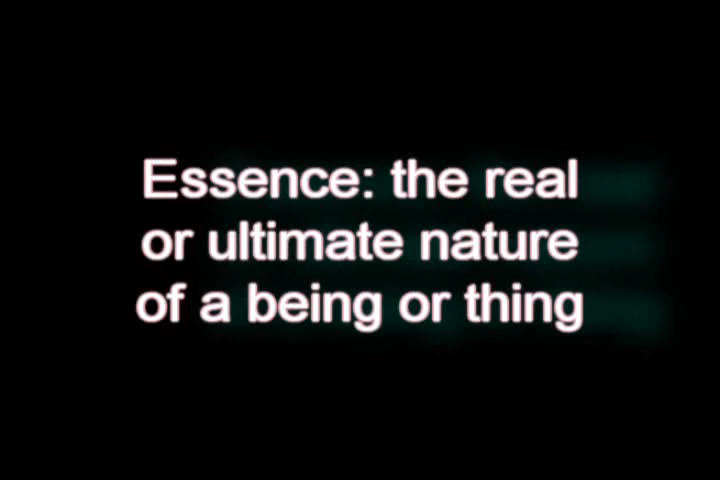 Essence: the real
or ultimate nature
of a being or thing